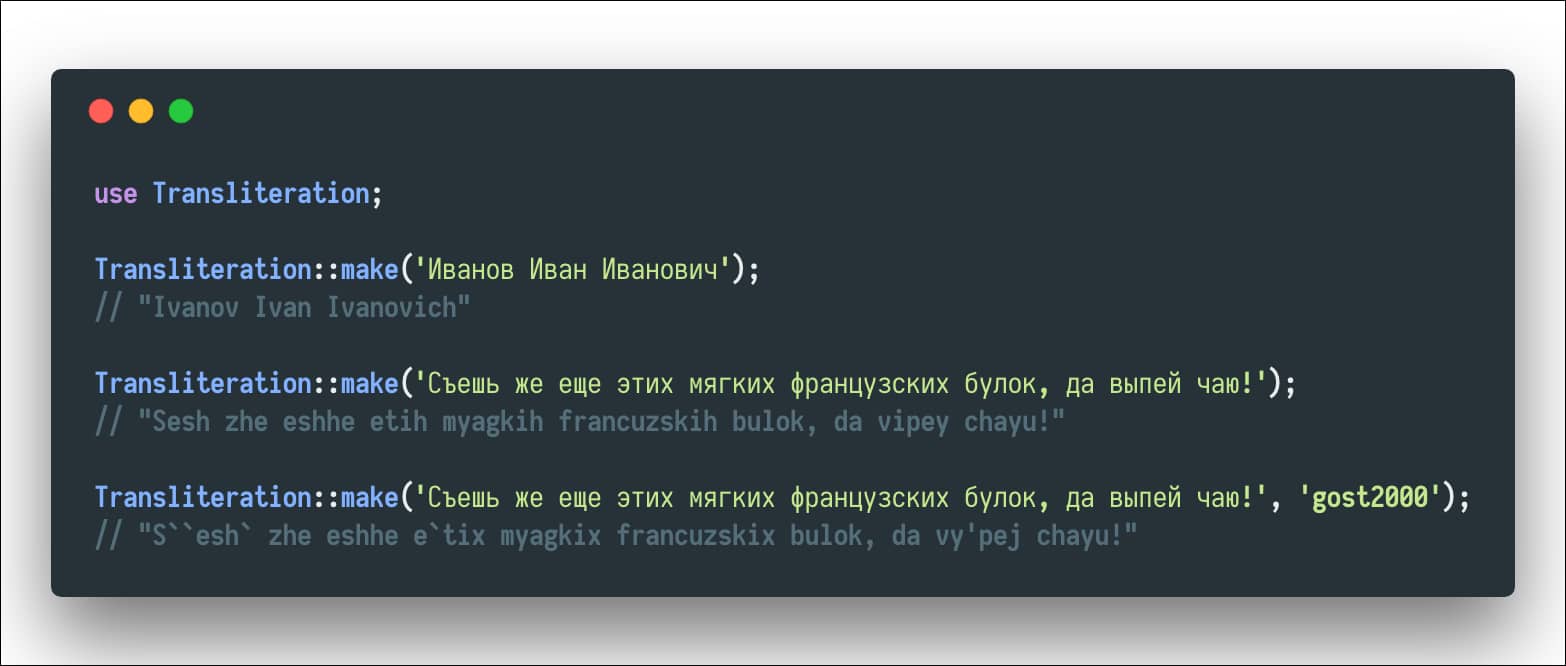 use Transliteration;
Transliteration::make('Иванов Иван Иванович');
// "Ivanov Ivan Ivanovich"
Transliteration::make('Съешь же еще этих мягких французских булок, да выпей чаю!');
// "Sesh zhe eshhe etih myagkih francuzskih bulok, da vipey chayu!"
Transliteration::make('Съешь же еще этих мягких французских булок, да выпей чаю!', 'gost2000');
// "S``esh` zhe eshhe e`tix myagkix francuzskix bulok, da vy'pej chayu!"